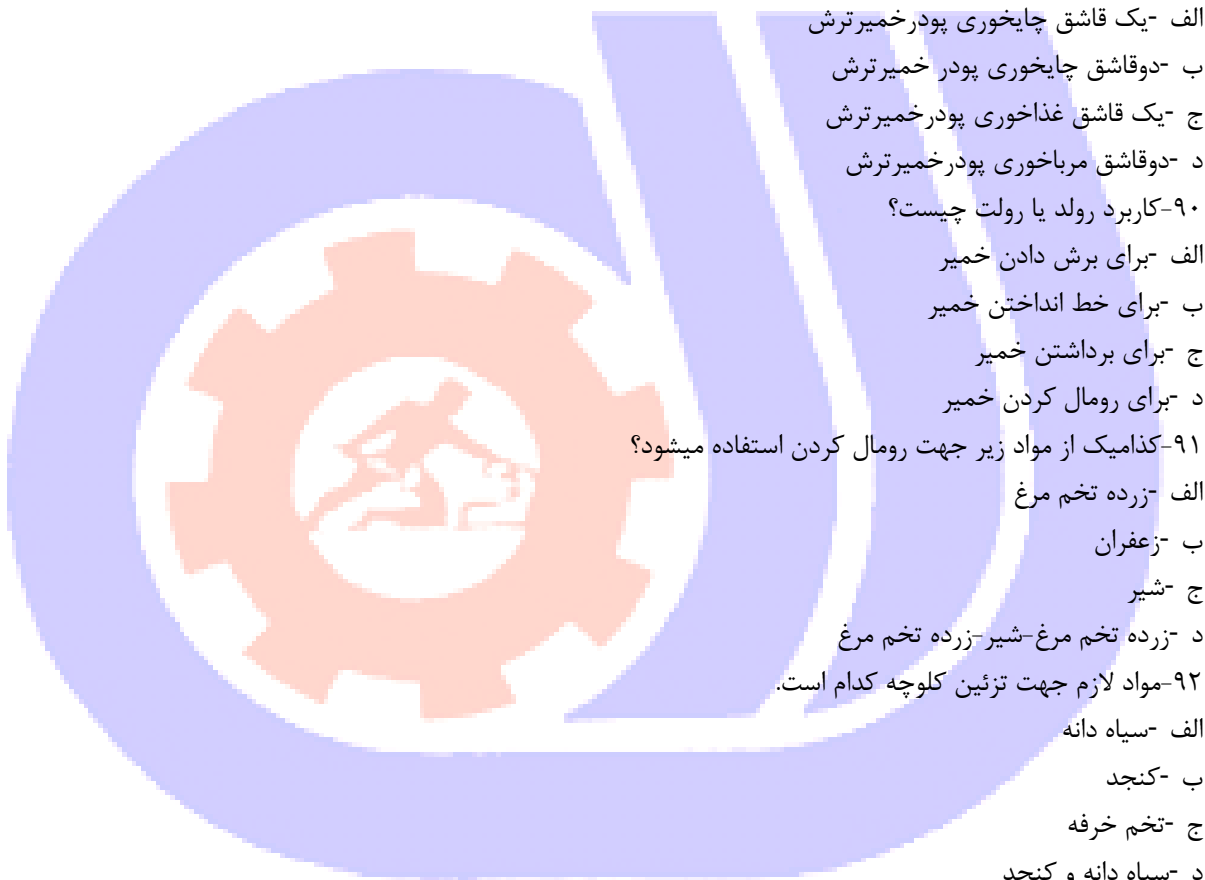 الف -یک قاشق چایخوری پودرخمیرترش
ب -دوقاشق چایخوری پودر خمیرترش
ج -یک قاشق غذاخوری پودرخمیرترش
د -دوقاشق مرباخوری پودرخمیرترش
۹۰-کاربرد رولد یا رولت چیست؟
الف -برای برش دادن خمیر
ب -برای خط انداختن خمیر
ج -برای برداشتن خمیر
د -برای رومال کردن خمیر
۹۱-کدامیک از مواد زیر جهت رومال کردن استفاده میشود؟
الف -زرده تخم مرغ
ب -زعفران
ج -شیر
د -زرده تخم مرغ-شیر-زرده تخم مرغ
۹۲-مواد لازم جهت تزئین کلوچه کدام است.
الف -سیاه دانه
ب -کنجد
ج -تخم خرفه
د -سیاه دانه و کنجد